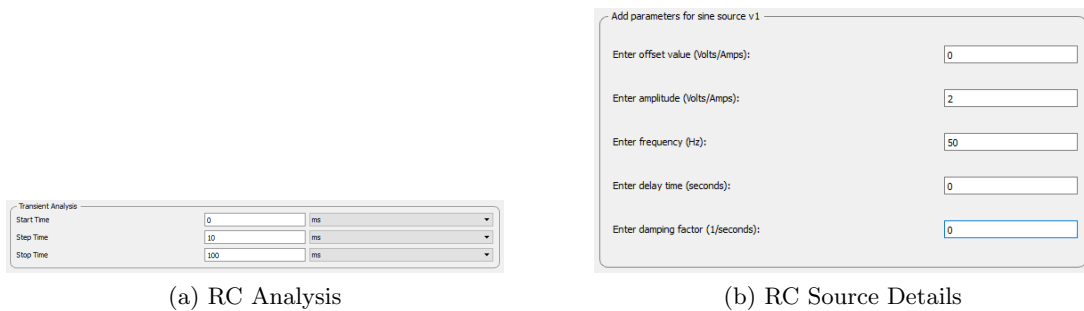 Transient Analysis
Start Time 0 ms
Step Time 10 ms
Stop Time 100 ms
(a) RC Analysis
Add parameters for sine source v1
Enter offset value (Volts/Amps): 0
Enter amplitude (Volts/Amps): 2
Enter frequency (Hz): 50
Enter delay time (seconds): 0
Enter damping factor (1/seconds): 0
(b) RC Source Details